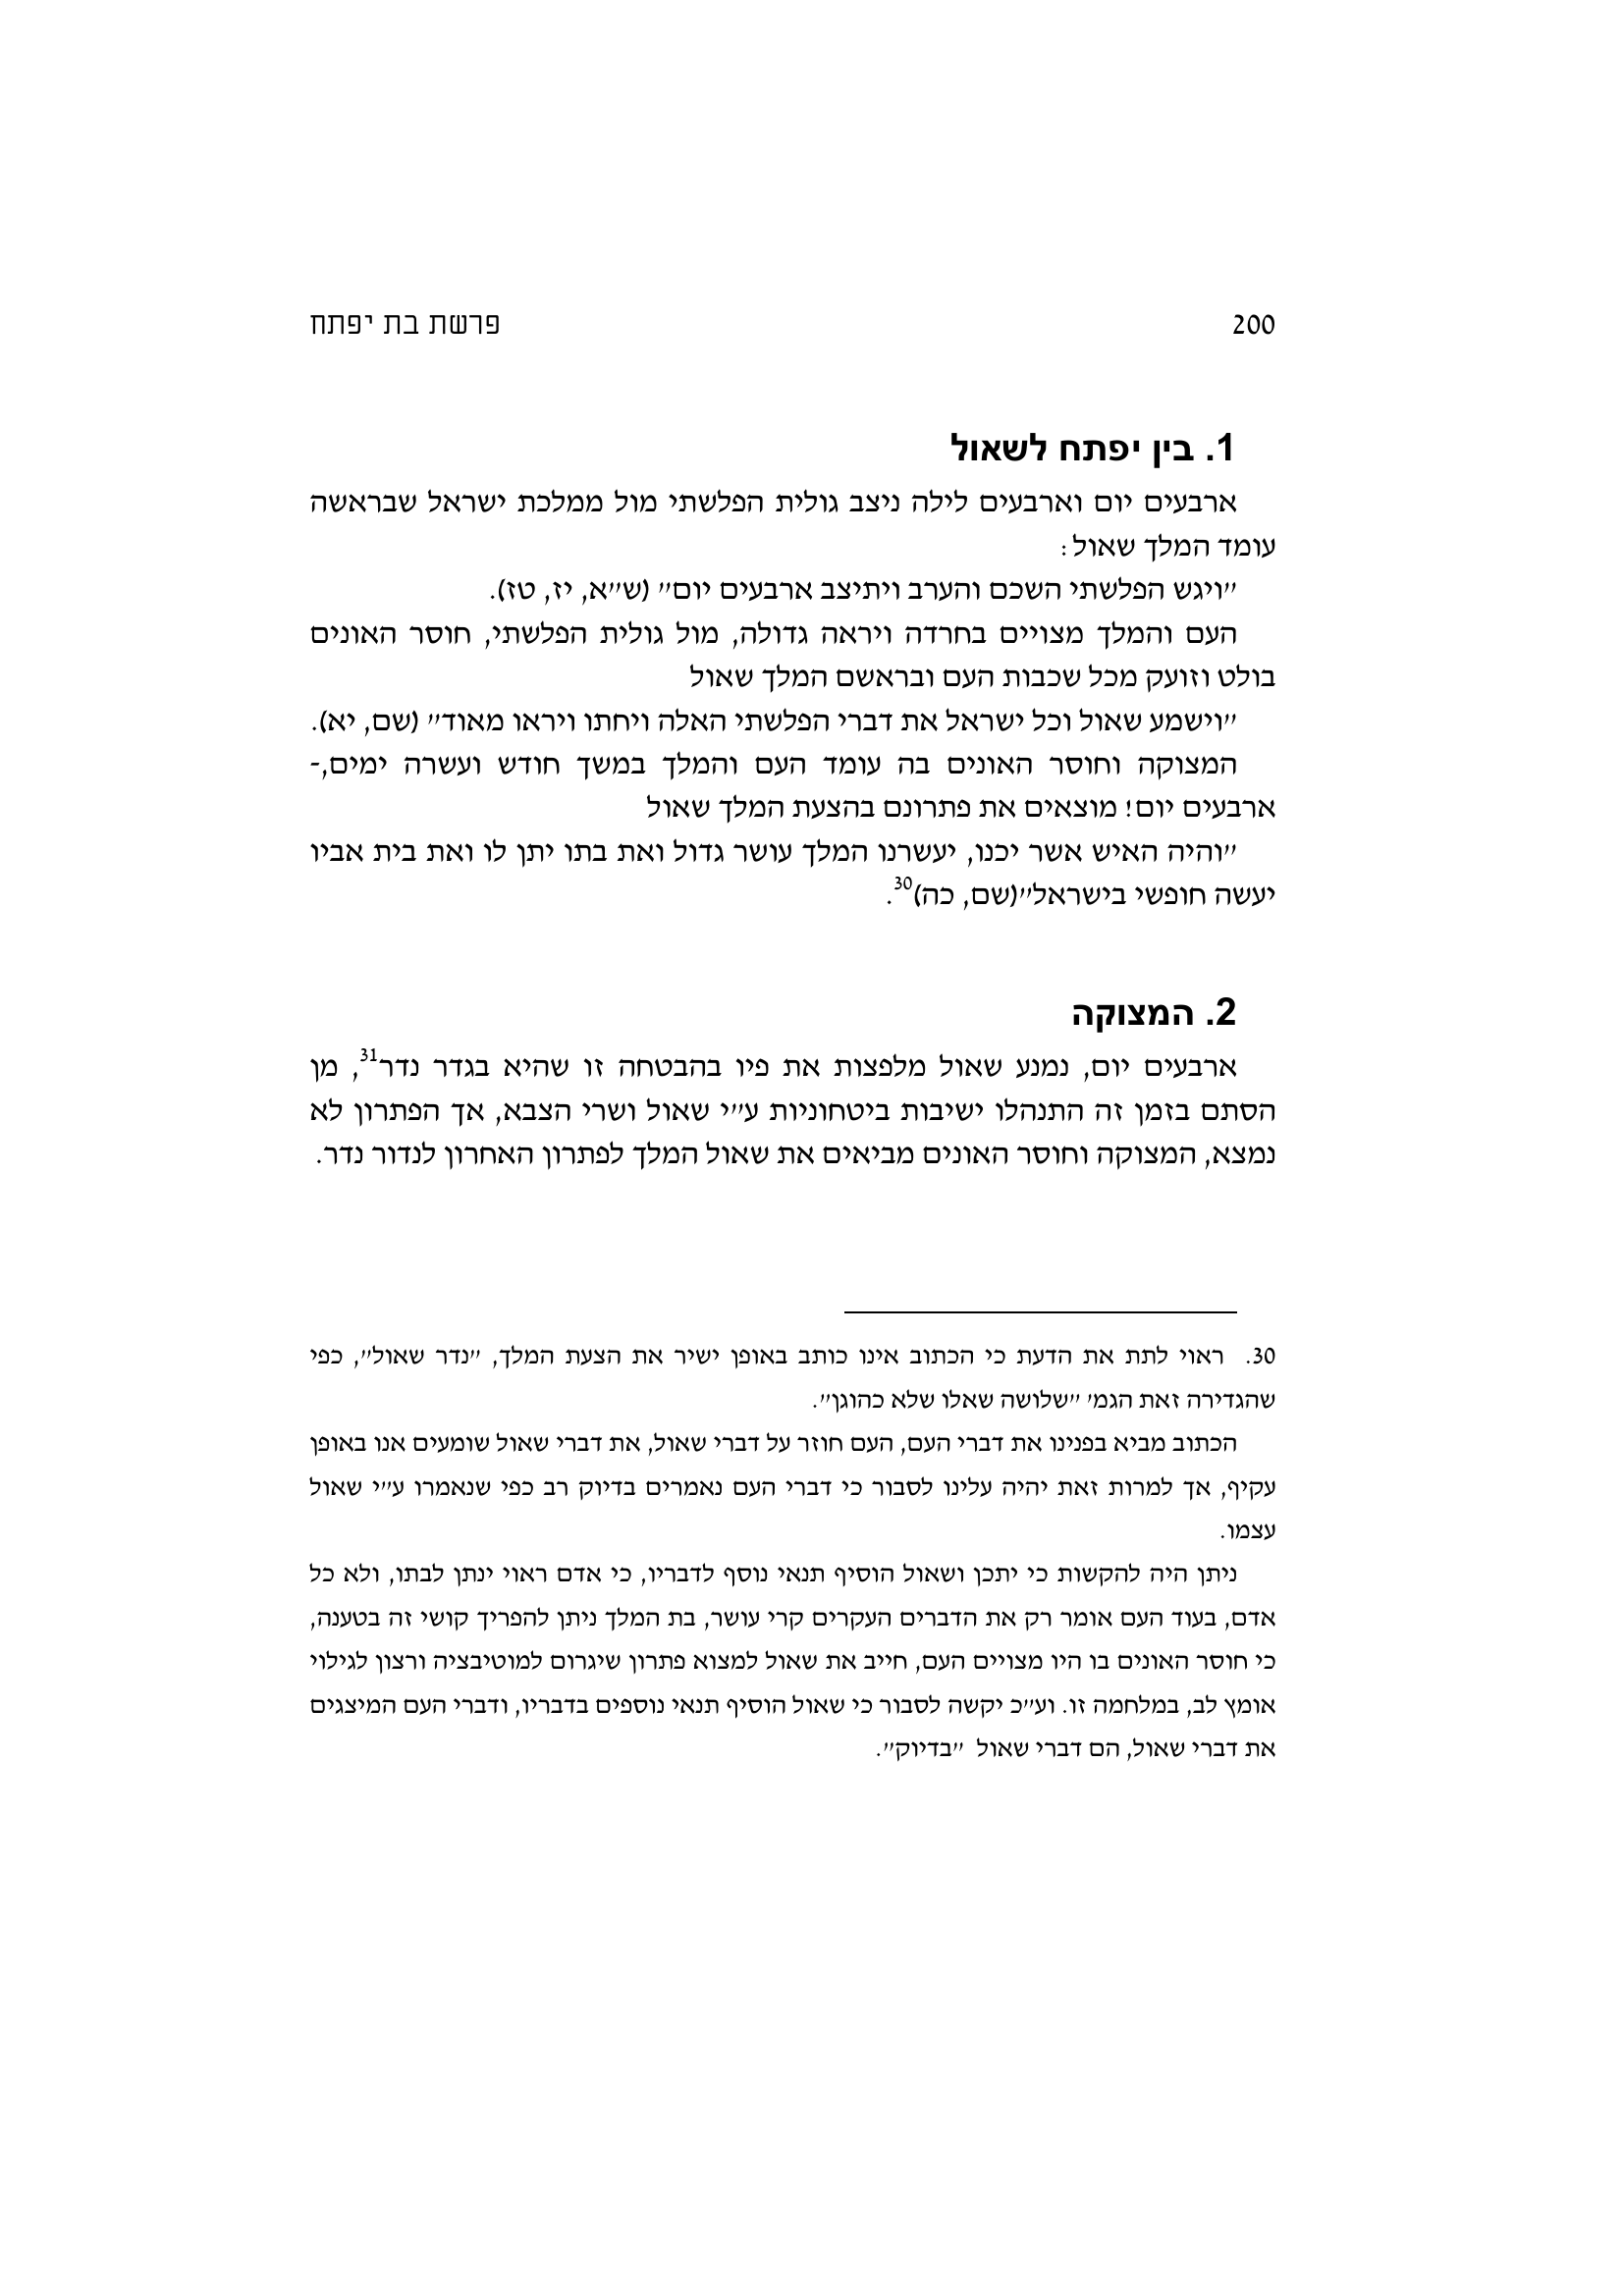 200 פרשת בת יפתח
1. בין יפתח לשאול
ארבעים יום וארבעים לילה ניצב גולית הפלשתי מול ממלכת ישראל שבראשה
עומד המלך שאול:
"ויגש הפלשתי השכם והערב ויתיצב ארבעים יום" (ש"א, יז, טז).
העם והמלך מצויים בחרדה ויראה גדולה, מול גולית הפלשתי, חוסר האונים
בולט וזועק מכל שכבות העם ובראשם המלך שאול
"וישמע שאול וכל ישראל את דברי הפלשתי האלה ויחתו ויראו מאוד" (שם, יא).
המצוקה וחוסר האונים בה עומד העם והמלך במשך חודש ועשרה ימים,-
ארבעים יום! מוצאים את פתרונם בהצעת המלך שאול
"והיה האיש אשר יכנו, יעשרנו המלך עושר גדול ואת בתו יתן לו ואת בית אביו
יעשה חופשי בישראל"(שם, כה)30.
2. המצוקה
ארבעים יום, נמנע שאול מלפצות את פיו בהבטחה זו שהיא בגדר נדר31, מן
הסתם בזמן זה התנהלו ישיבות ביטחוניות ע"י שאול ושרי הצבא, אך הפתרון לא
נמצא, המצוקה וחוסר האונים מביאים את שאול המלך לפתרון האחרון לנדור נדר.
30. ראוי לתת את הדעת כי הכתוב אינו כותב באופן ישיר את הצעת המלך, "נדר שאול", כפי
שהגדירה זאת הגמ' "שלושה שאלו שלא כהוגן".
הכתוב מביא בפנינו את דברי העם, העם חוזר על דברי שאול, את דברי שאול שומעים אנו באופן
עקיף, אך למרות זאת יהיה עלינו לסבור כי דברי העם נאמרים בדיוק רב כפי שנאמרו ע"י שאול
עצמו.
ניתן היה להקשות כי יתכן ושאול הוסיף תנאי נוסף לדבריו, כי אדם ראוי ינתן לבתו, ולא כל
אדם, בעוד העם אומר רק את הדברים העקרים קרי עושר, בת המלך ניתן להפריך קושי זה בטענה,
כי חוסר האונים בו היו מצויים העם, חייב את שאול למצוא פתרון שיגרום למוטיבציה ורצון לגילוי
אומץ לב, במלחמה זו. וע"כ יקשה לסבור כי שאול הוסיף תנאי נוספים בדבריו, ודברי העם המיצגים
את דברי שאול, הם דברי שאול "בדיוק".